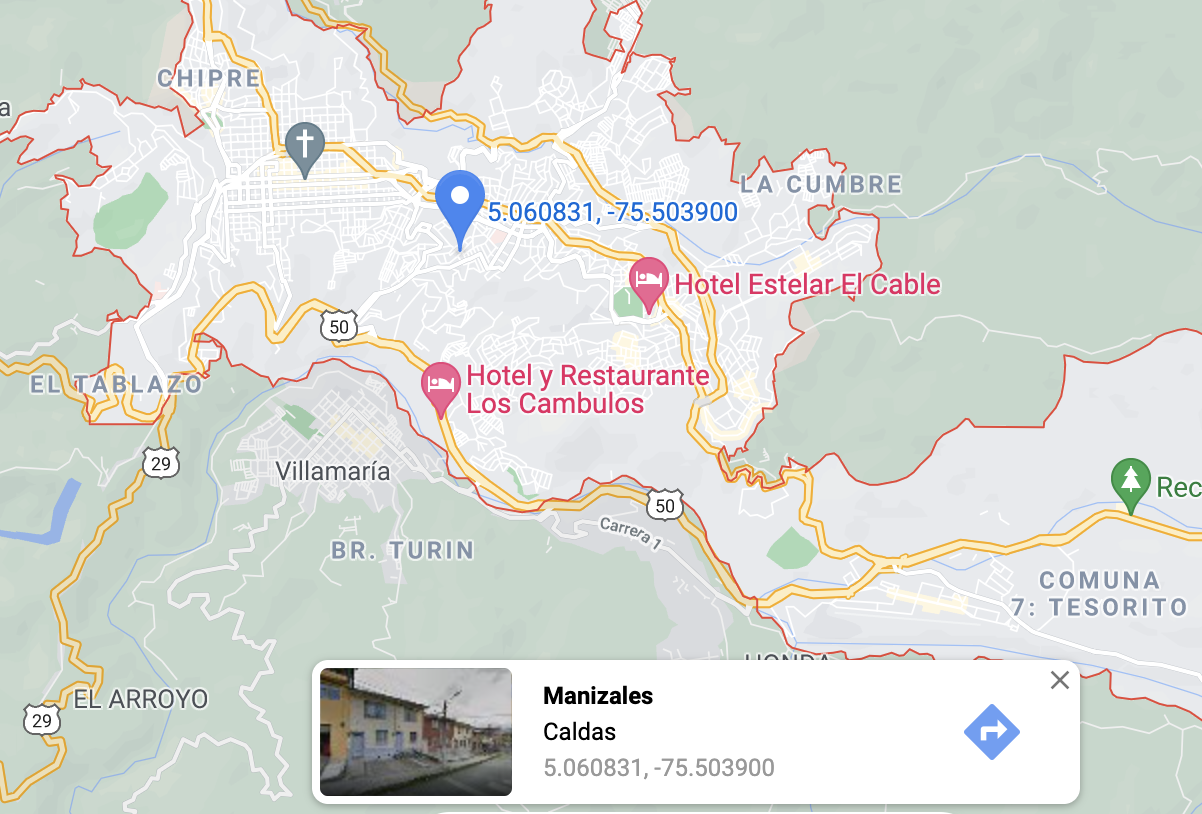 CHIPRE
a
LA CUMBRE
5.060831, -75.503900
Hotel Estelar El Cable
50
Hotel y Restaurante
Los Cambulos
EL TABLAZO
29
Villamaría
Rec
50
Carrera 1
BR. TURIN
COMUNA
7: TESORITO
HONDA
EL ARROYO
29
Manizales
Caldas
5.060831, -75.503900